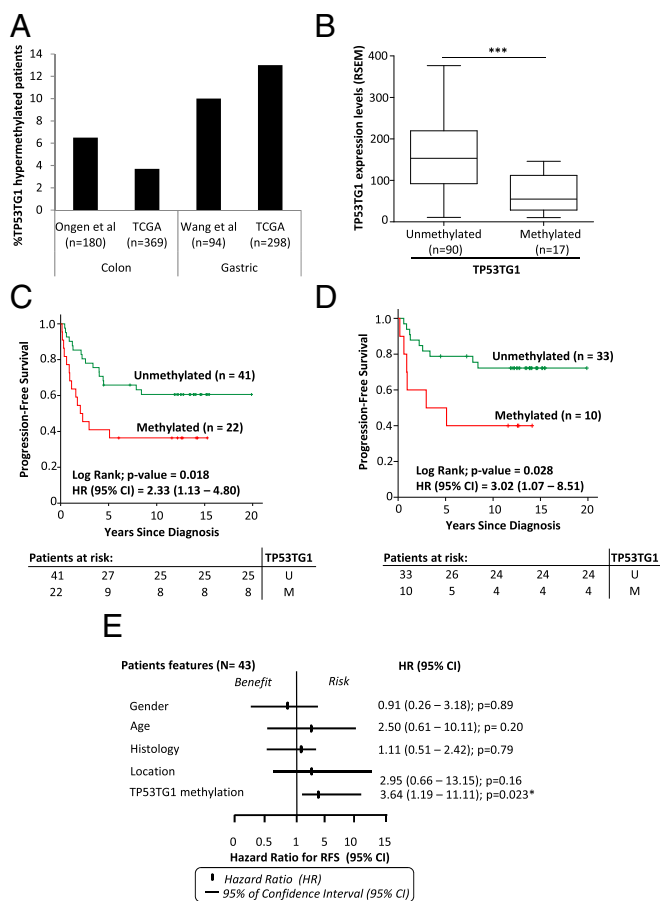 A
%TP53TG1 hypermethylated patients
14
12
10
8
6
4
2
0
Ongen et al TCGA Wang et al TCGA
(n=180) (n=369) (n=94) (n=298)
Colon Gastric
B
TP53TG1 expression levels (RSEM)
400
300
200
100
0
***
Unmethylated Methylated
(n=90) (n=17)
TP53TG1
C
Progression-Free Survival
1.0
0.8
0.6
0.4
0.2
0
Unmethylated (n = 41)
Methylated (n = 22)
Log Rank; p-value = 0.018
HR (95% CI) = 2.33 (1.13 – 4.80)
0 5 10 15 20
Years Since Diagnosis
Patients at risk: TP53TG1
41 27 25 25 25 U
22 9 8 8 8 M
D
Progression-Free Survival
1.0
0.8
0.6
0.4
0.2
0
Unmethylated (n = 33)
Methylated (n = 10)
Log Rank; p-value = 0.028
HR (95% CI) = 3.02 (1.07 – 8.51)
0 5 10 15 20
Years Since Diagnosis
Patients at risk: TP53TG1
33 26 24 24 24 U
10 5 4 4 4 M
E
Patients features (N= 43) HR (95% CI)
Benefit Risk
Gender 0.91 (0.26 – 3.18); p=0.89
Age 2.50 (0.61 – 10.11); p= 0.20
Histology 1.11 (0.51 – 2.42); p=0.79
Location 2.95 (0.66 – 13.15); p=0.16
TP53TG1 methylation 3.64 (1.19 – 11.11); p=0.023*
0 0.5 1 5 10 15
Hazard Ratio for RFS (95% CI)
Hazard Ratio (HR)
95% of Confidence Interval (95% CI)